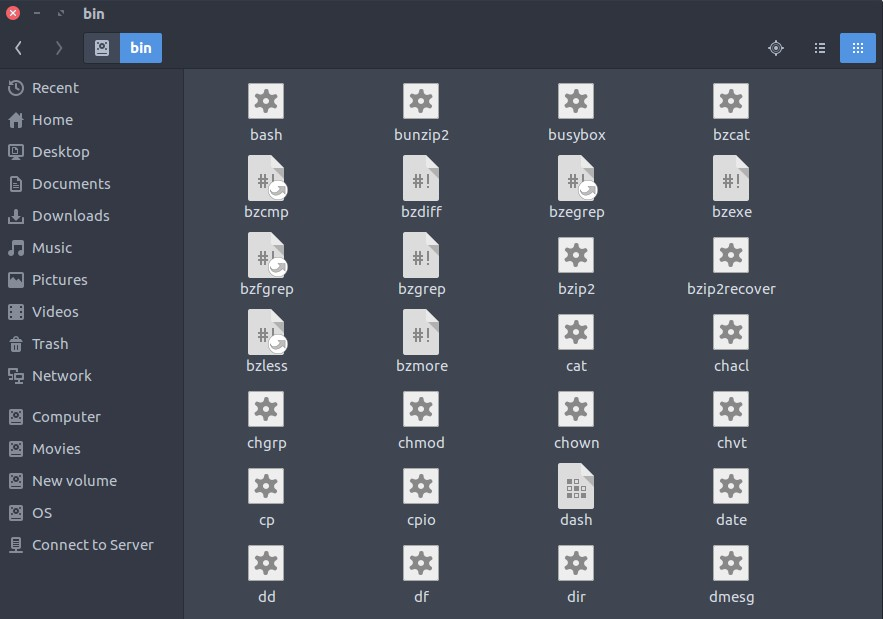 bin
bin
Recent
Home
Desktop
Documents
Downloads
Music
Pictures
Videos
Trash
Network
Computer
Movies
New volume
OS
Connect to Server
bash bunzip2 busybox bzcat
#! #! #! #!
bzcmp bzdiff bzegrep bzexe
#! #!
bzfgrep bzgrep bzip2 bzip2recover
#! #!
bzless bzmore cat chacl
chgrp chmod chown chvt
cp cpio dash date
dd df dir dmesg